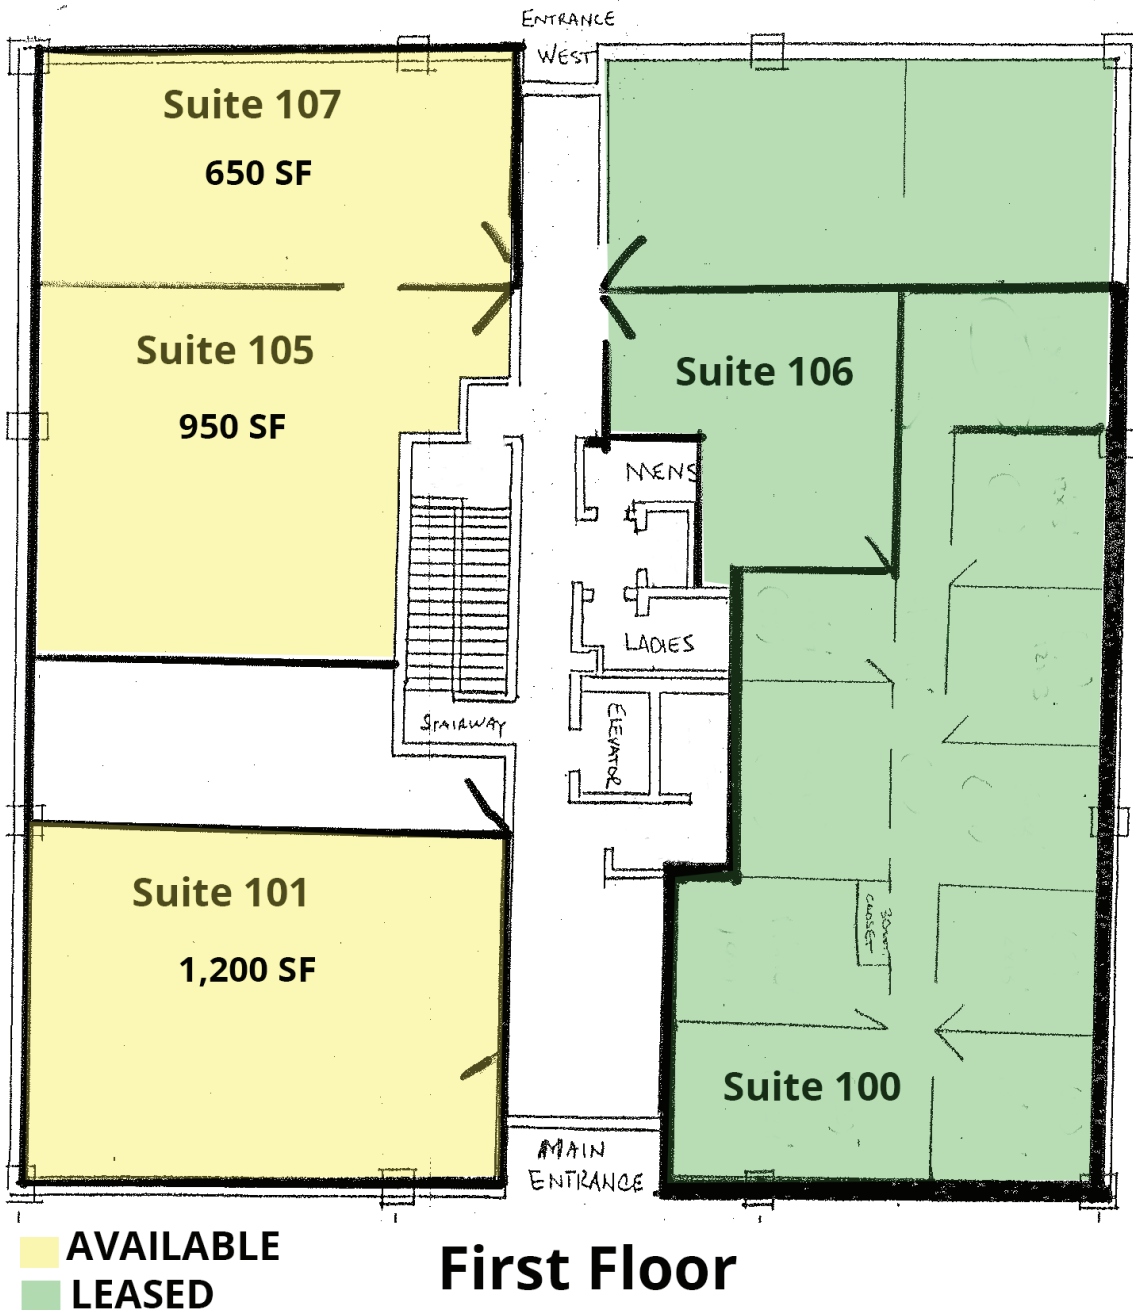 ENTRANCE
WEST
Suite 107
650 SF
Suite 105
950 SF
Suite 106
MENS
LADIES
ELEVATOR
STAIRWAY
Suite 101
1,200 SF
CLOSET
Suite 100
MAIN
ENTRANCE
AVAILABLE
LEASED
First Floor